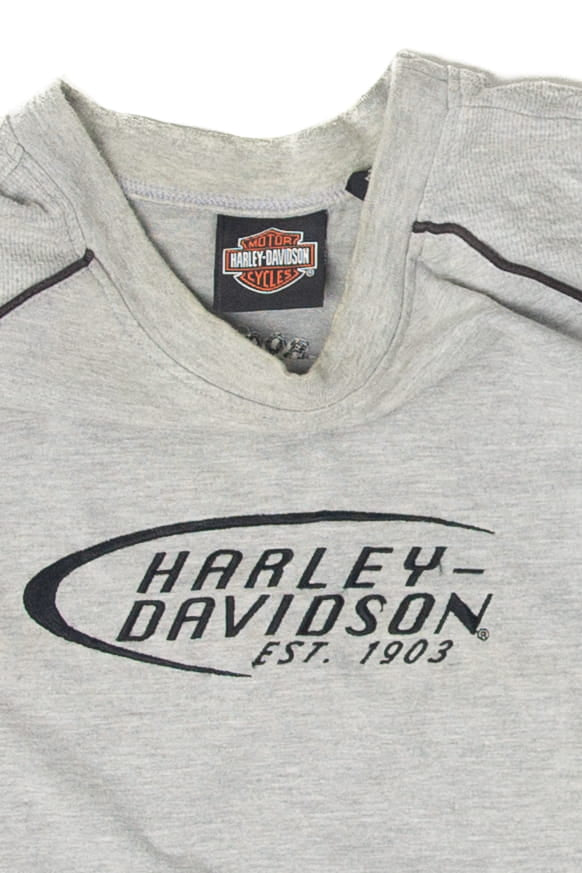 MOTOR
HARLEY-DAVIDSON
CYCLES®
HARLEY-
DAVIDSON®
EST. 1903